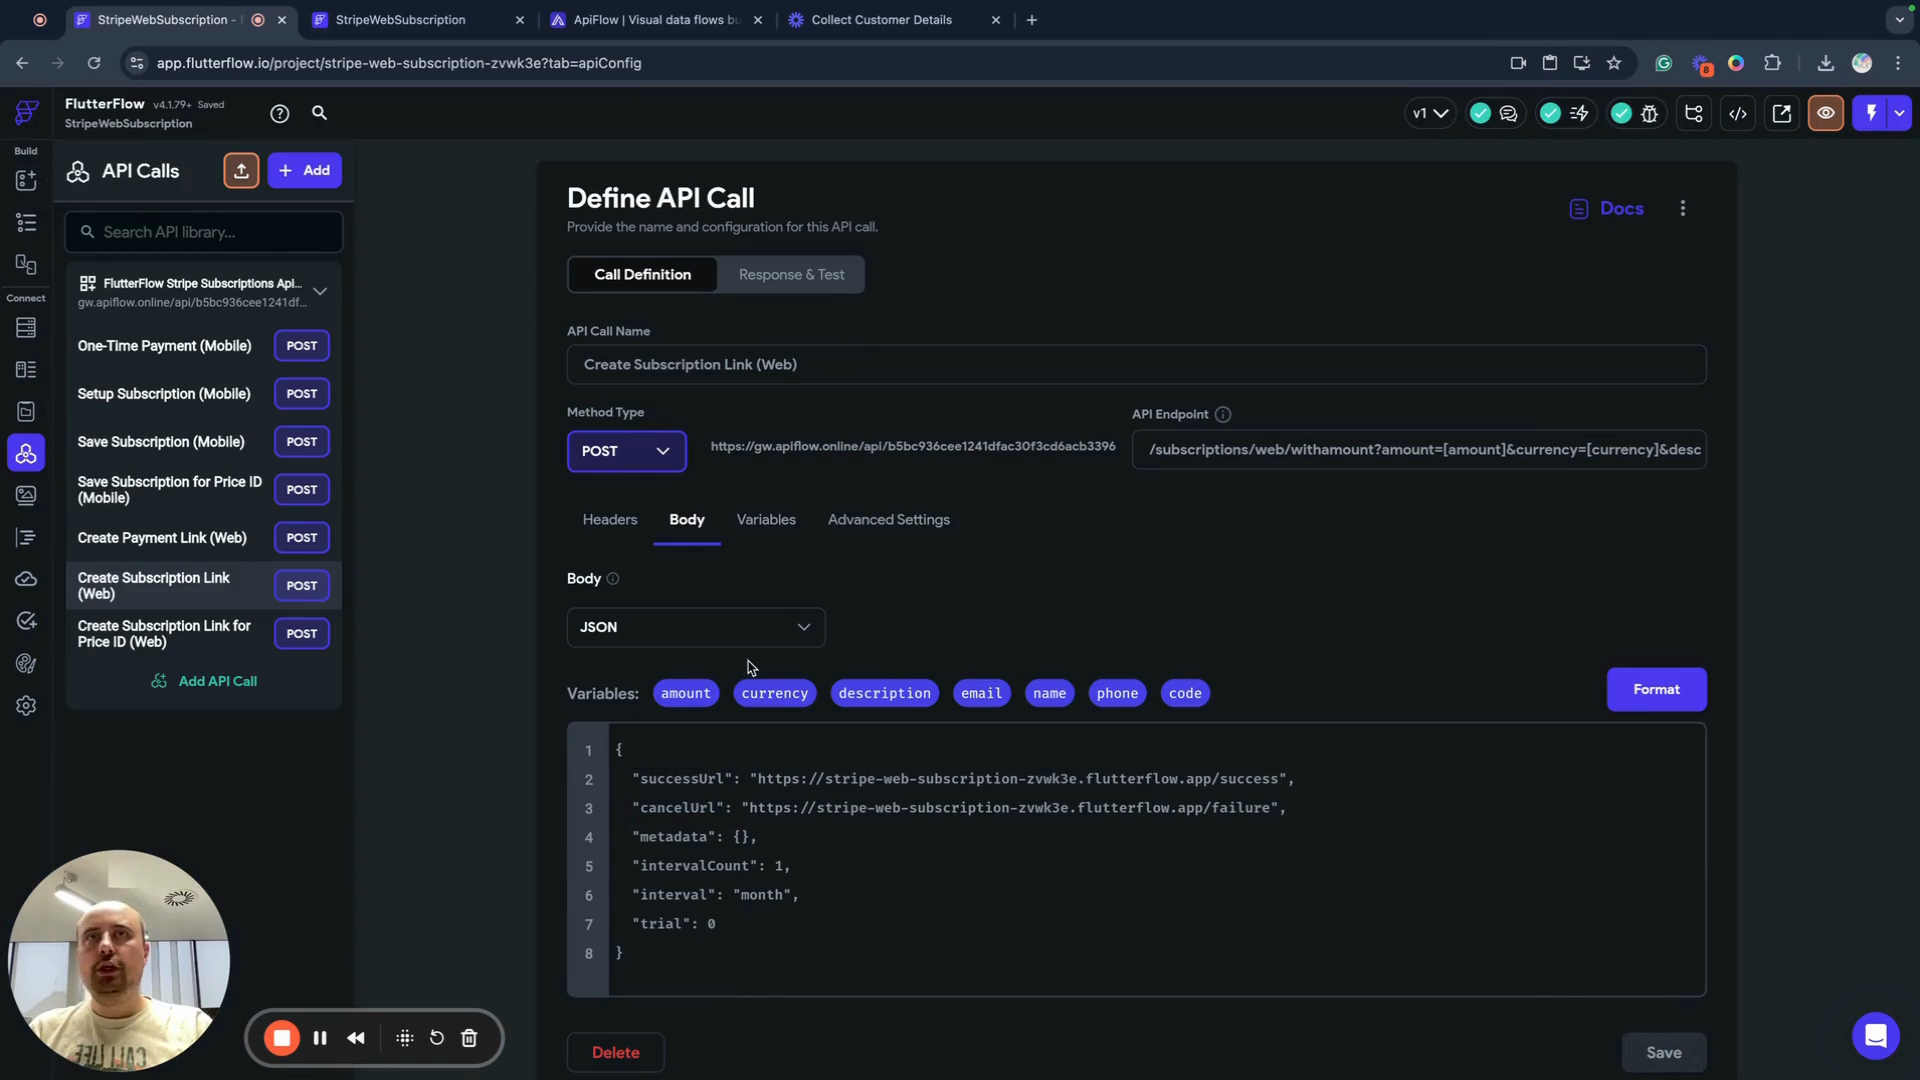 StripeWebSubscription -
StripeWebSubscription
ApiFlow | Visual data flows bu
Collect Customer Details
app.flutterflow.io/project/stripe-web-subscription-zvwk3e?tab=apiConfig
8
FlutterFlow v4.1.79+ Saved
StripeWebSubscription
v1
Build
Connect
API Calls
+ Add
Search API library...
FlutterFlow Stripe Subscriptions Api...
gw.apiflow.online/api/b5bc936cee1241df...
One-Time Payment (Mobile) POST
Setup Subscription (Mobile) POST
Save Subscription (Mobile) POST
Save Subscription for Price ID
(Mobile) POST
Create Payment Link (Web) POST
Create Subscription Link
(Web) POST
Create Subscription Link for
Price ID (Web) POST
Add API Call
Define API Call
Provide the name and configuration for this API call.
Docs
Call Definition
Response & Test
API Call Name
Create Subscription Link (Web)
Method Type
API Endpoint
POST
https://gw.apiflow.online/api/b5bc936cee1241dfac30f3cd6acb3396
/subscriptions/web/withamount?amount=[amount]&currency=[currency]&desc
Headers Body Variables Advanced Settings
Body
JSON
Variables: amount currency description email name phone code
Format
1 {
2 "successUrl": "https://stripe-web-subscription-zvwk3e.flutterflow.app/success",
3 "cancelUrl": "https://stripe-web-subscription-zvwk3e.flutterflow.app/failure",
4 "metadata": {},
5 "intervalCount": 1,
6 "interval": "month",
7 "trial": 0
8 }
Delete
Save